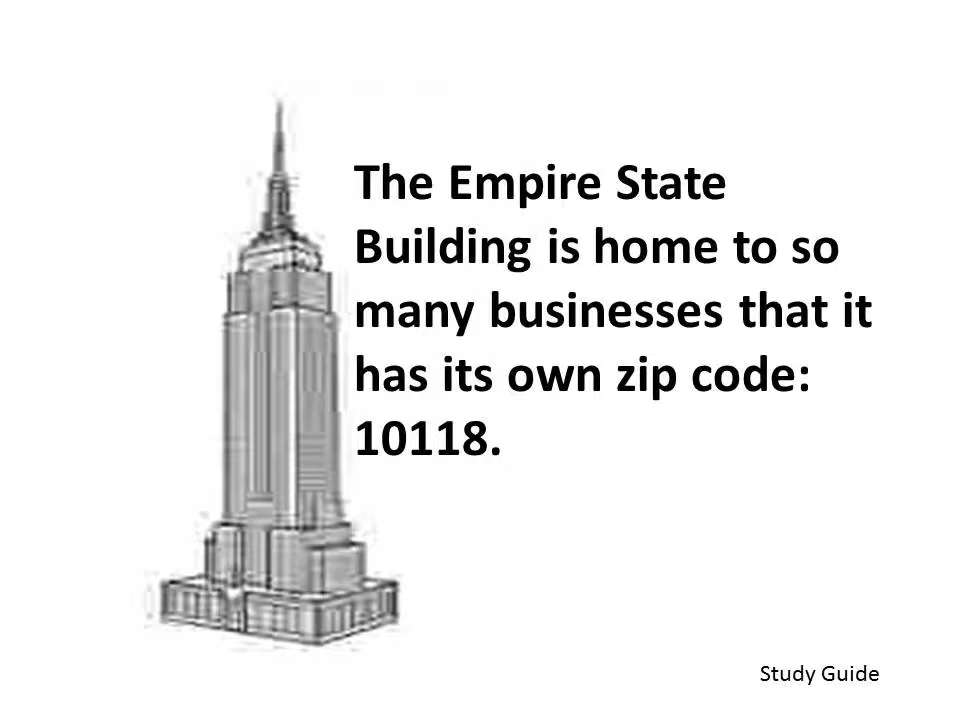 The Empire State
Building is home to so
many businesses that it
has its own zip code:
10118.
Study Guide